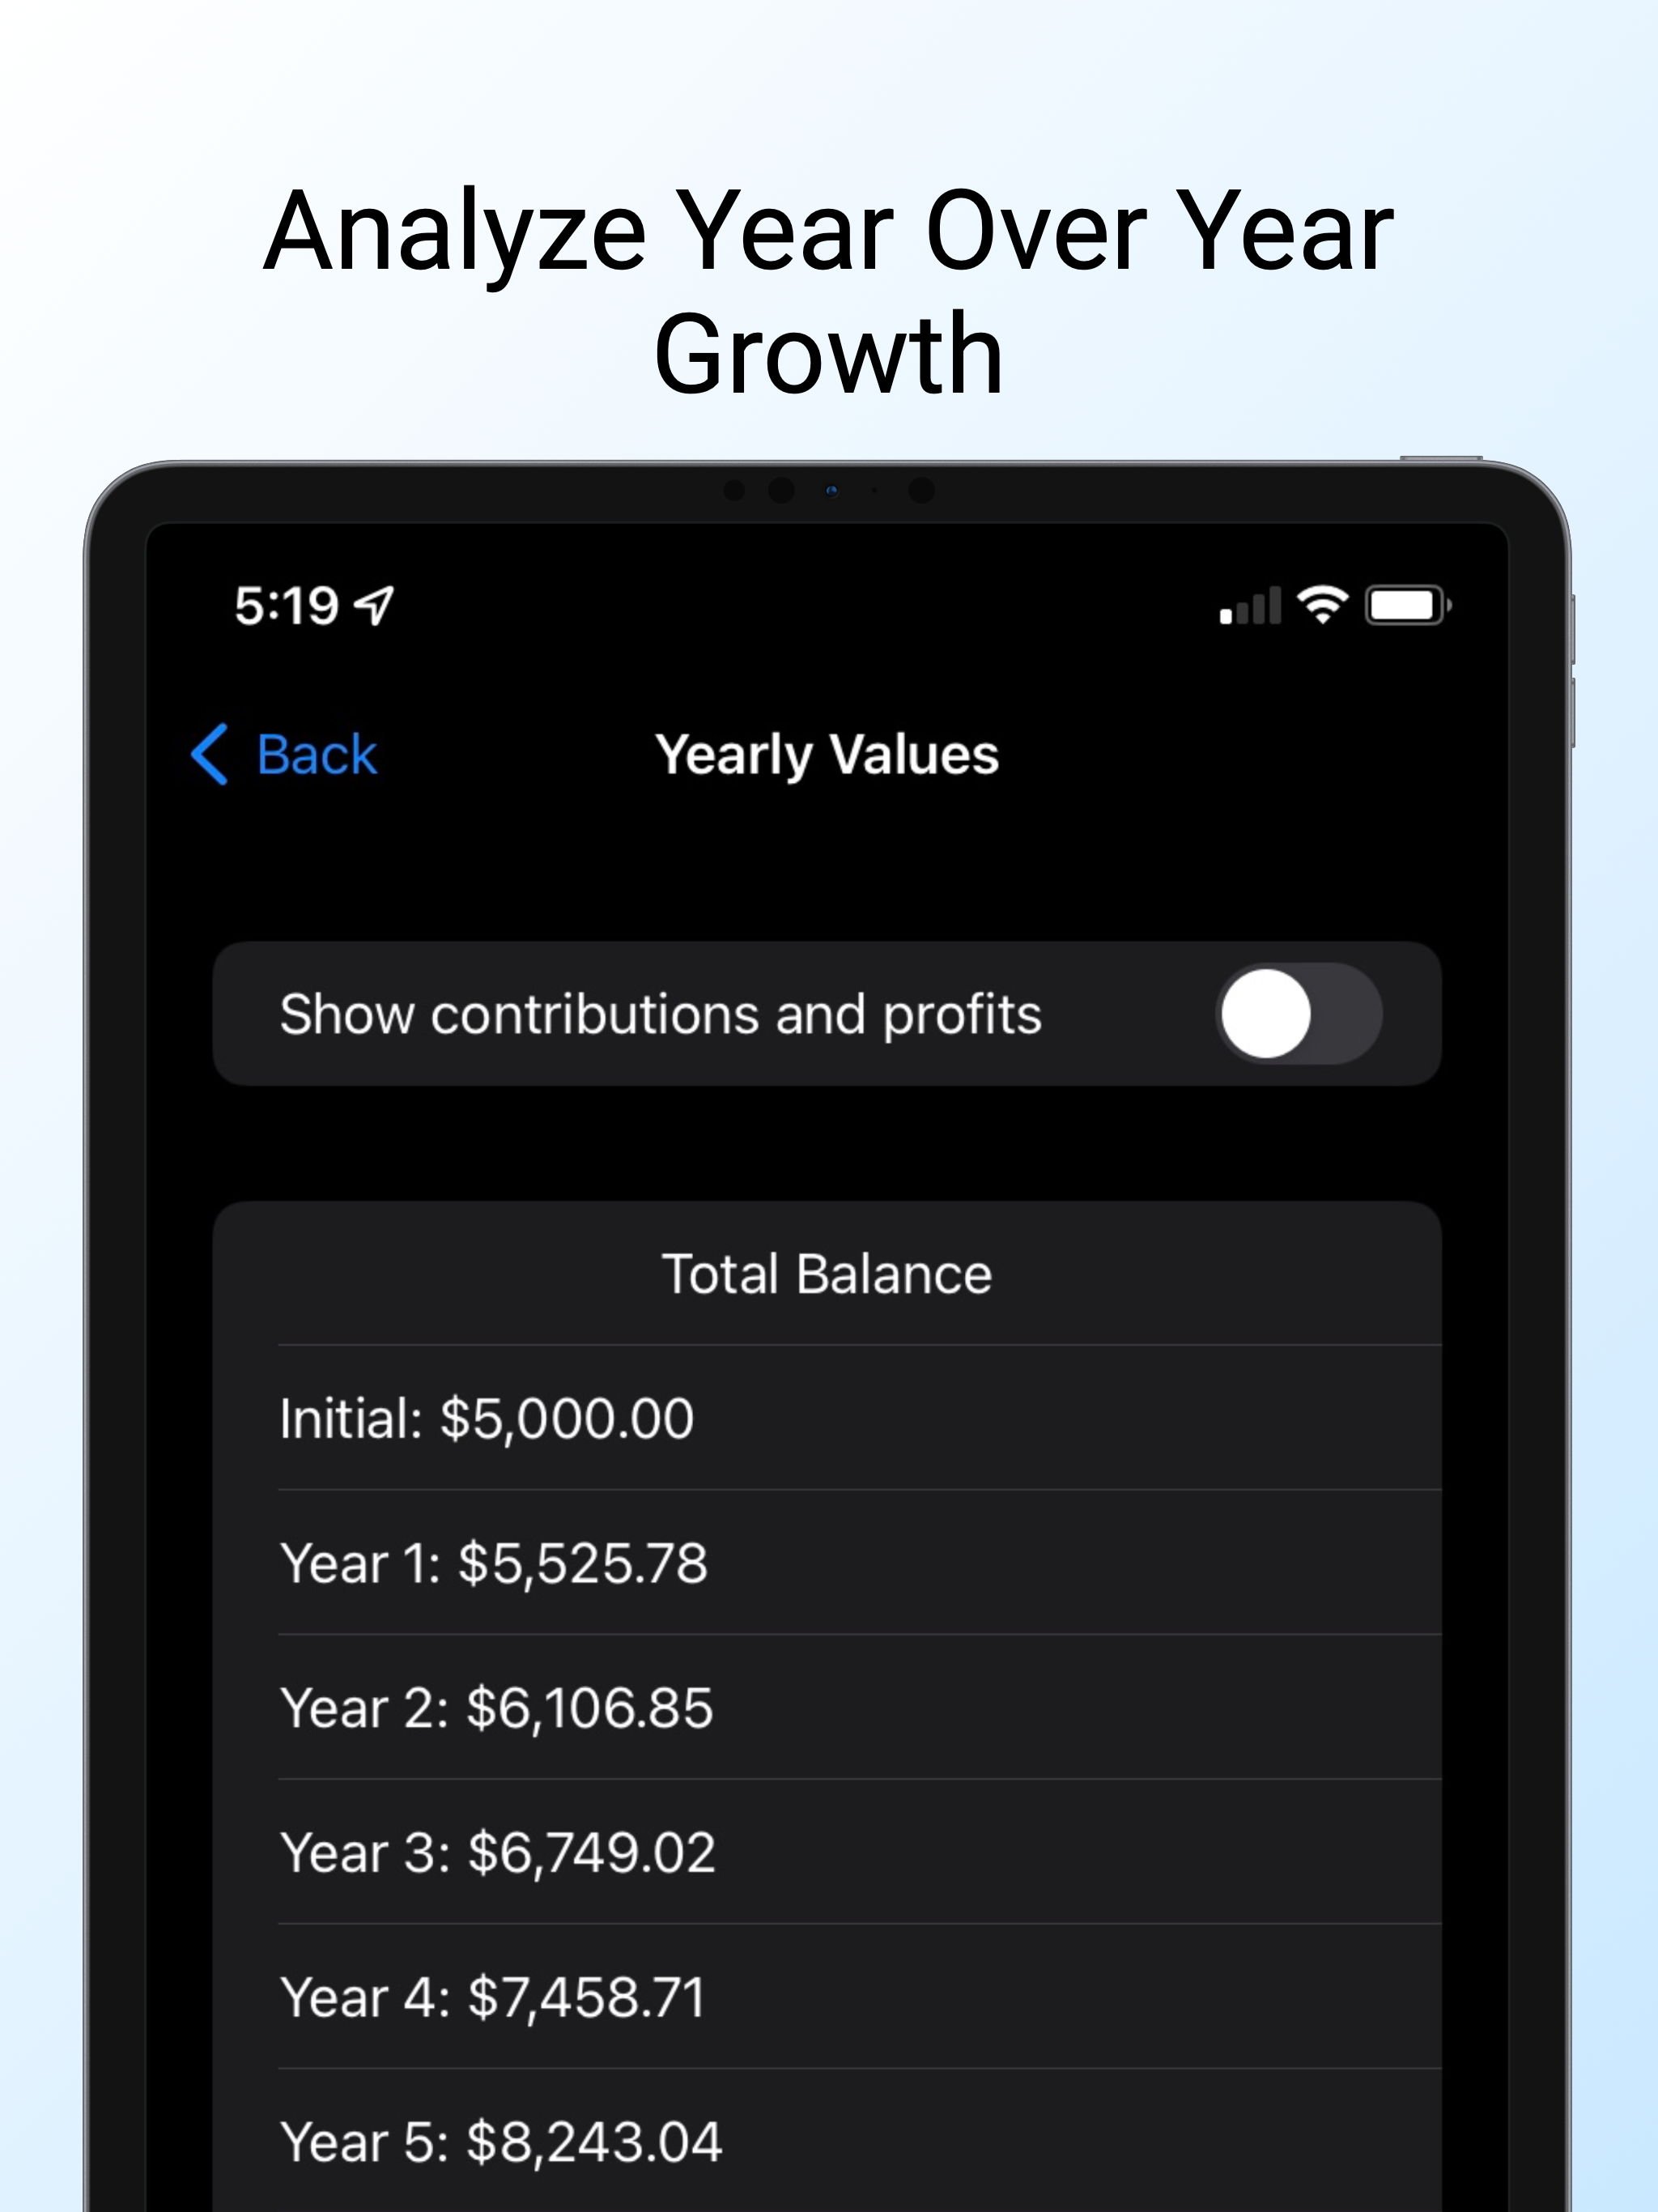 Analyze Year Over Year
Growth
5:19
Back
Yearly Values
Show contributions and profits
Total Balance
Initial: $5,000.00
Year 1: $5,525.78
Year 2: $6,106.85
Year 3: $6,749.02
Year 4: $7,458.71
Year 5: $8,243.04